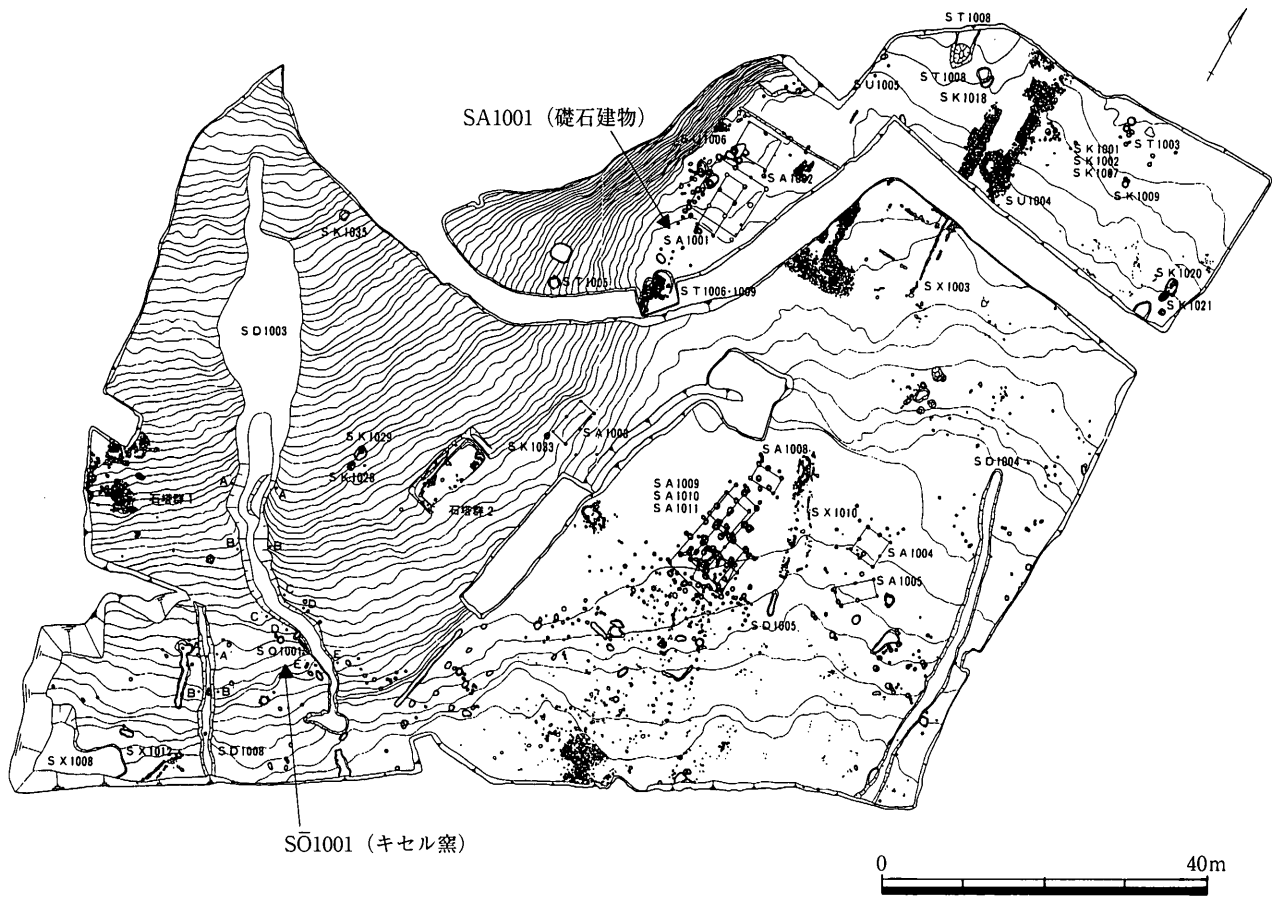 ST1008
SA1001（礎石建物）
SU1005
ST1008
SK1018
SK1001
SK1002
SK1007
ST1003
SK1009
SA1002
SU1004
SA1001
SK1035
ST1005
ST1006・1009
SX1003
SK1020
SK1021
SD1003
SK1029
SK1028
SK1083
石塔群1
石塔群2
SA1008
SA1009
SA1010
SA1011
SD1004
SX1010
SA1004
SA1005
SD1005
A
A
B
B
C
D
D
E
E
SO1001
A
B
B
SX1012
SD1008
SX1008
SŌ1001（キセル窯）
0
40m